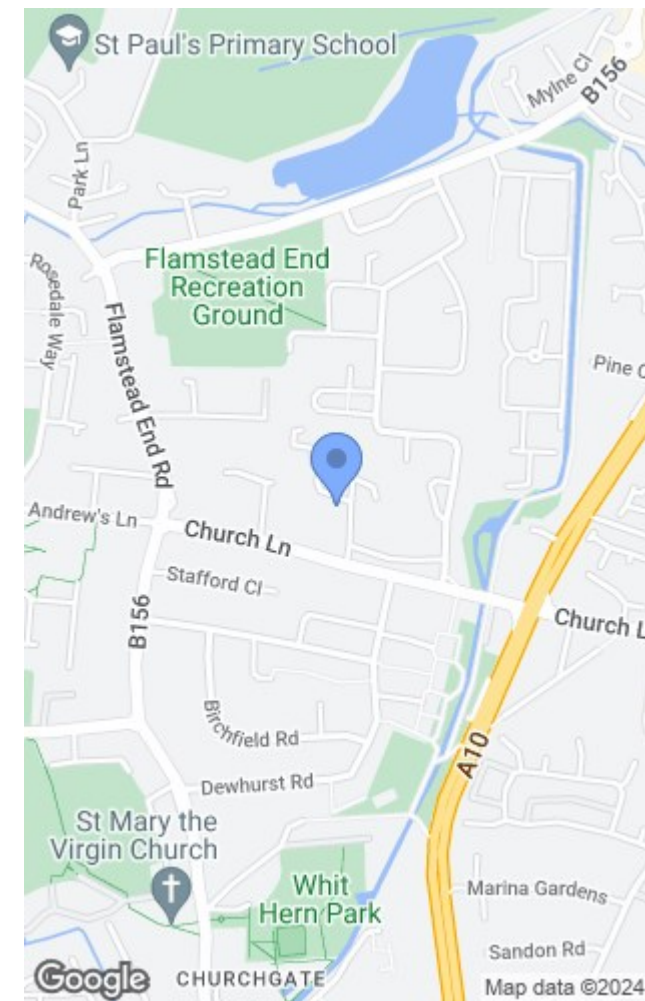 St Paul's Primary School
Mylne Cl
B156
Park Ln
Rosedale Way
Flamstead End
Recreation
Ground
Flamstead End Rd
Pine C
Andrew's Ln
Church Ln
Stafford Cl
Church L
B156
Birchfield Rd
A10
Dewhurst Rd
St Mary the
Virgin Church
Whit
Hern Park
Marina Gardens
Sandon Rd
Google
CHURCHGATE
Map data ©2024